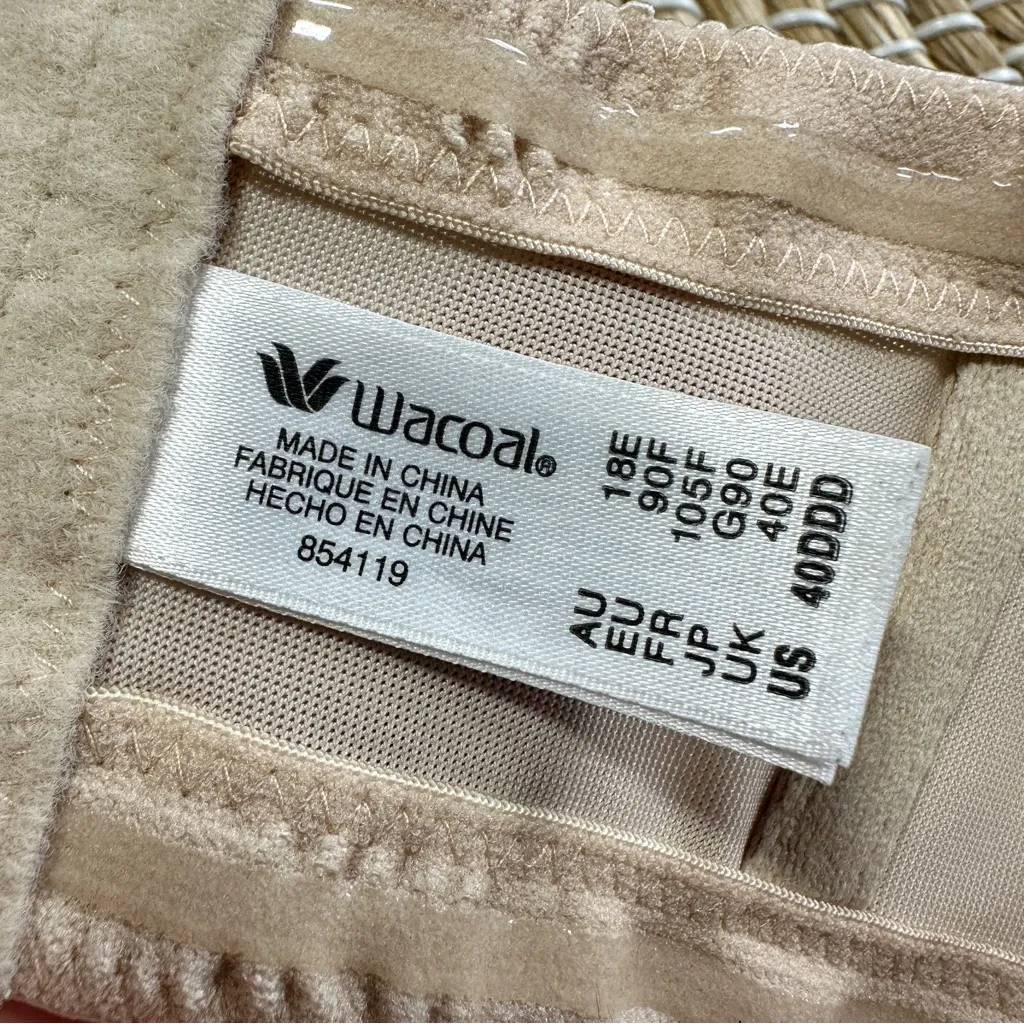 Wacoal®
MADE IN CHINA
FABRIQUE EN CHINE
HECHO EN CHINA
854119
AU 18E
EU 90F
FR 105F
JP G90
UK 40E
US 40DDD